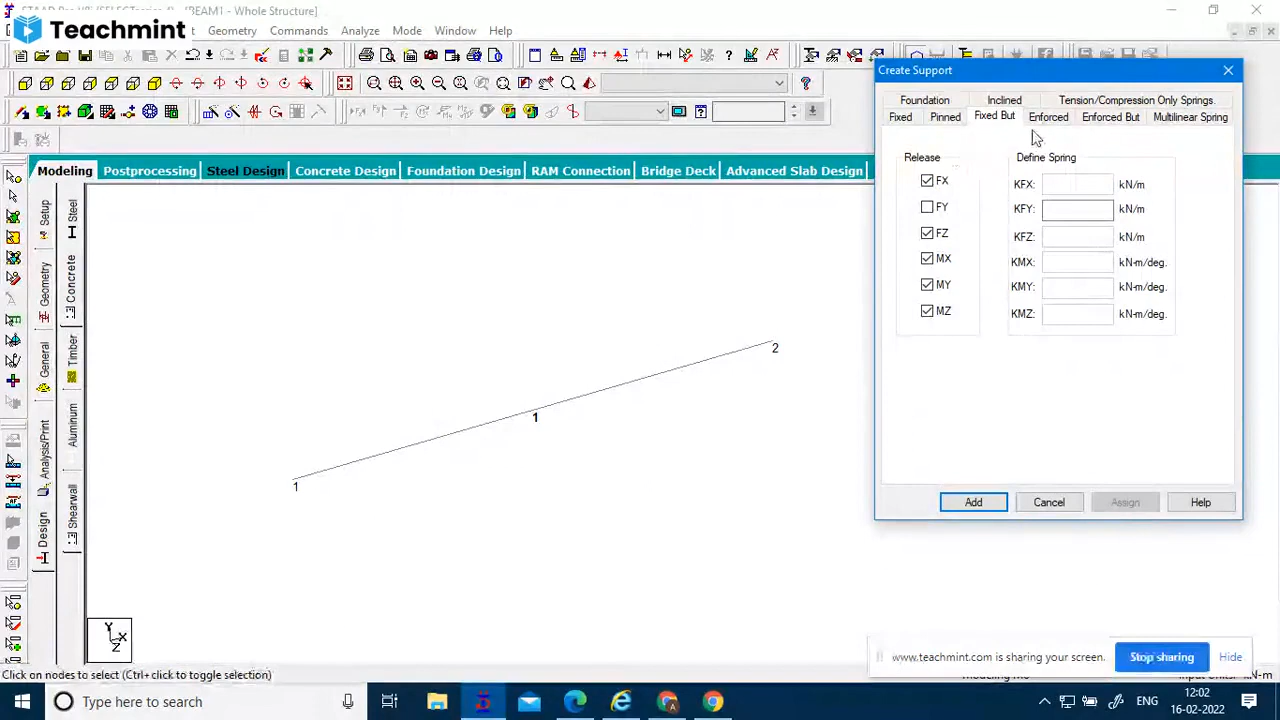 [BEAM1 - Whole Structure]
Teachmint
Geometry Commands Analyze Mode Window Help
Modeling Postprocessing Steel Design Concrete Design Foundation Design RAM Connection Bridge Deck Advanced Slab Design
Setup
Geometry
General
Analysis/Print
Design
Steel
Concrete
Timber
Aluminum
Shearwall
1
1
2
Y
X
Z
Create Support
Foundation Inclined Tension/Compression Only Springs.
Fixed Pinned Fixed But Enforced Enforced But Multilinear Spring
Release
FX
FY
FZ
MX
MY
MZ
Define Spring
KFX: kN/m
KFY: kN/m
KFZ: kN/m
KMX: kN-m/deg.
KMY: kN-m/deg.
KMZ: kN-m/deg.
Add Cancel Assign Help
www.teachmint.com is sharing your screen. Stop sharing Hide
Click on nodes to select (Ctrl+click to toggle selection)
kN-m
Type here to search
ENG
12:02
16-02-2022